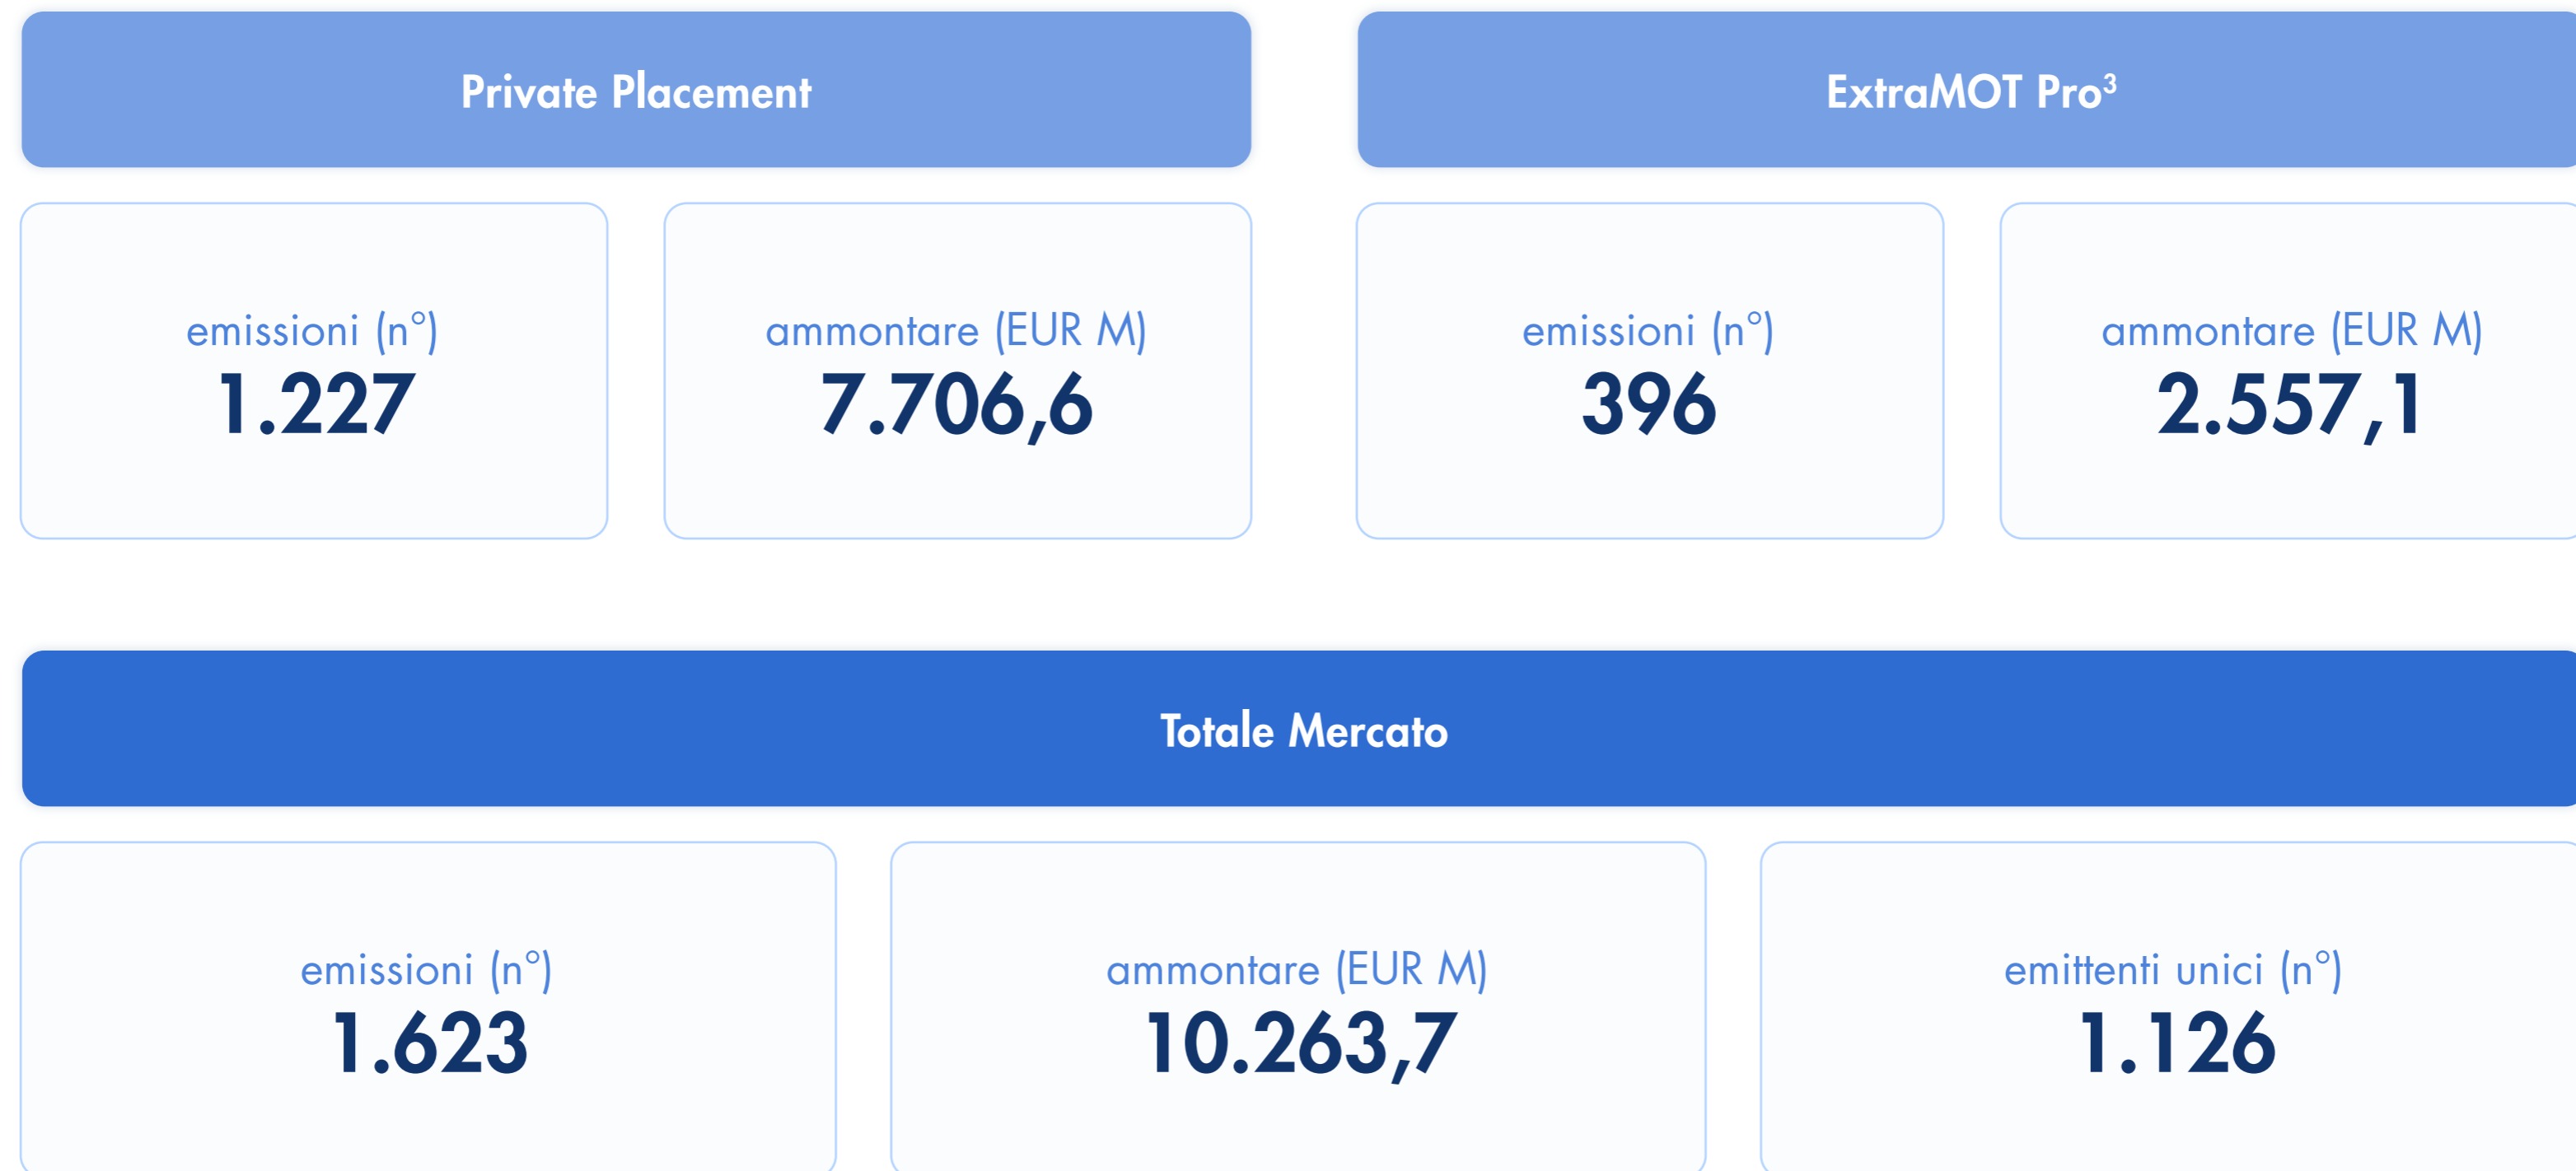 Private Placement
ExtraMOT Pro³
emissioni (n°)
1.227
ammontare (EUR M)
7.706,6
emissioni (n°)
396
ammontare (EUR M)
2.557,1
Totale Mercato
emissioni (n°)
1.623
ammontare (EUR M)
10.263,7
emittenti unici (n°)
1.126